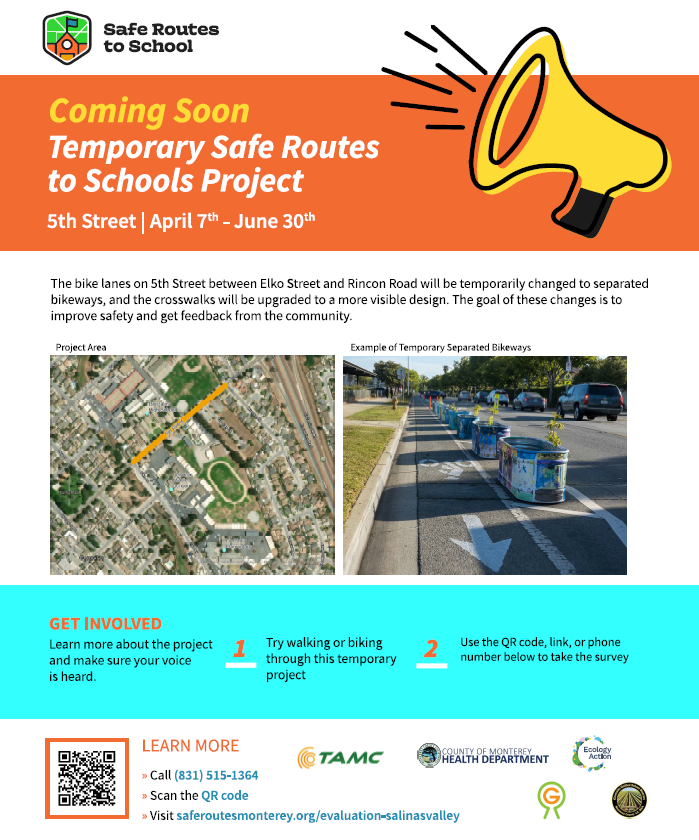 Safe Routes
to School
Coming Soon
Temporary Safe Routes
to Schools Project
5th Street | April 7th - June 30th
The bike lanes on 5th Street between Elko Street and Rincon Road will be temporarily changed to separated
bikeways, and the crosswalks will be upgraded to a more visible design. The goal of these changes is to
improve safety and get feedback from the community.
Project Area
Example of Temporary Separated Bikeways
GET INVOLVED
Learn more about the project
and make sure your voice
is heard.
1
Try walking or biking
through this temporary
project
2
Use the QR code, link, or phone
number below to take the survey
LEARN MORE
» Call (831) 515-1364
» Scan the QR code
» Visit saferoutesmonterey.org/evaluation-salinasvalley
TAMC
COUNTY OF MONTEREY
HEALTH DEPARTMENT
Ecology
Action
G